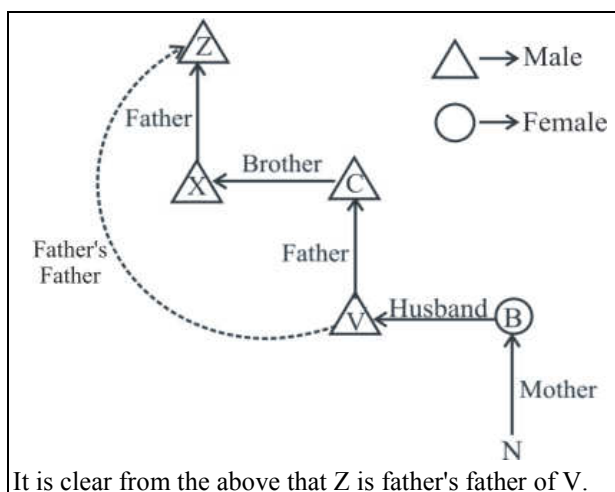 Z
Male
Father
Female
Brother
X
C
Father's
Father
Father
Husband
V
B
Mother
N
It is clear from the above that Z is father's father of V.